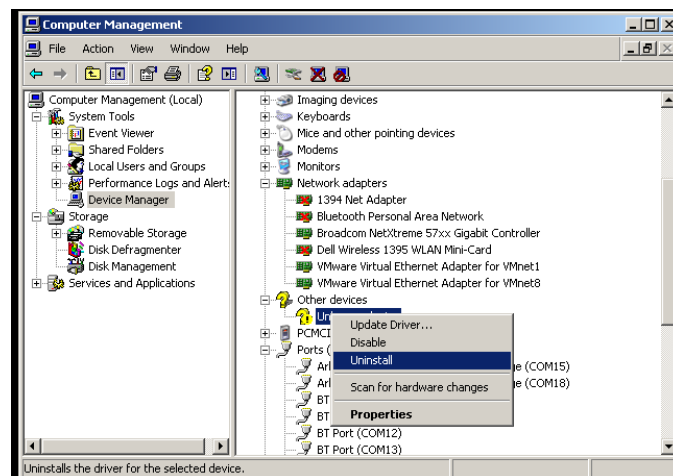 Computer Management
File Action View Window Help
Computer Management (Local)
System Tools
Event Viewer
Shared Folders
Local Users and Groups
Performance Logs and Alert
Device Manager
Storage
Removable Storage
Disk Defragmenter
Disk Management
Services and Applications
Imaging devices
Keyboards
Mice and other pointing devices
Modems
Monitors
Network adapters
1394 Net Adapter
Bluetooth Personal Area Network
Broadcom NetXtreme 57xx Gigabit Controller
Dell Wireless 1395 WLAN Mini-Card
VMware Virtual Ethernet Adapter for VMnet1
VMware Virtual Ethernet Adapter for VMnet8
Other devices
PCMCI
Ports (
Arl
(COM15)
Arl
(COM18)
BT
BT
BT Port (COM12)
BT Port (COM13)
Update Driver...
Disable
Uninstall
Scan for hardware changes
Properties
Uninstalls the driver for the selected device.